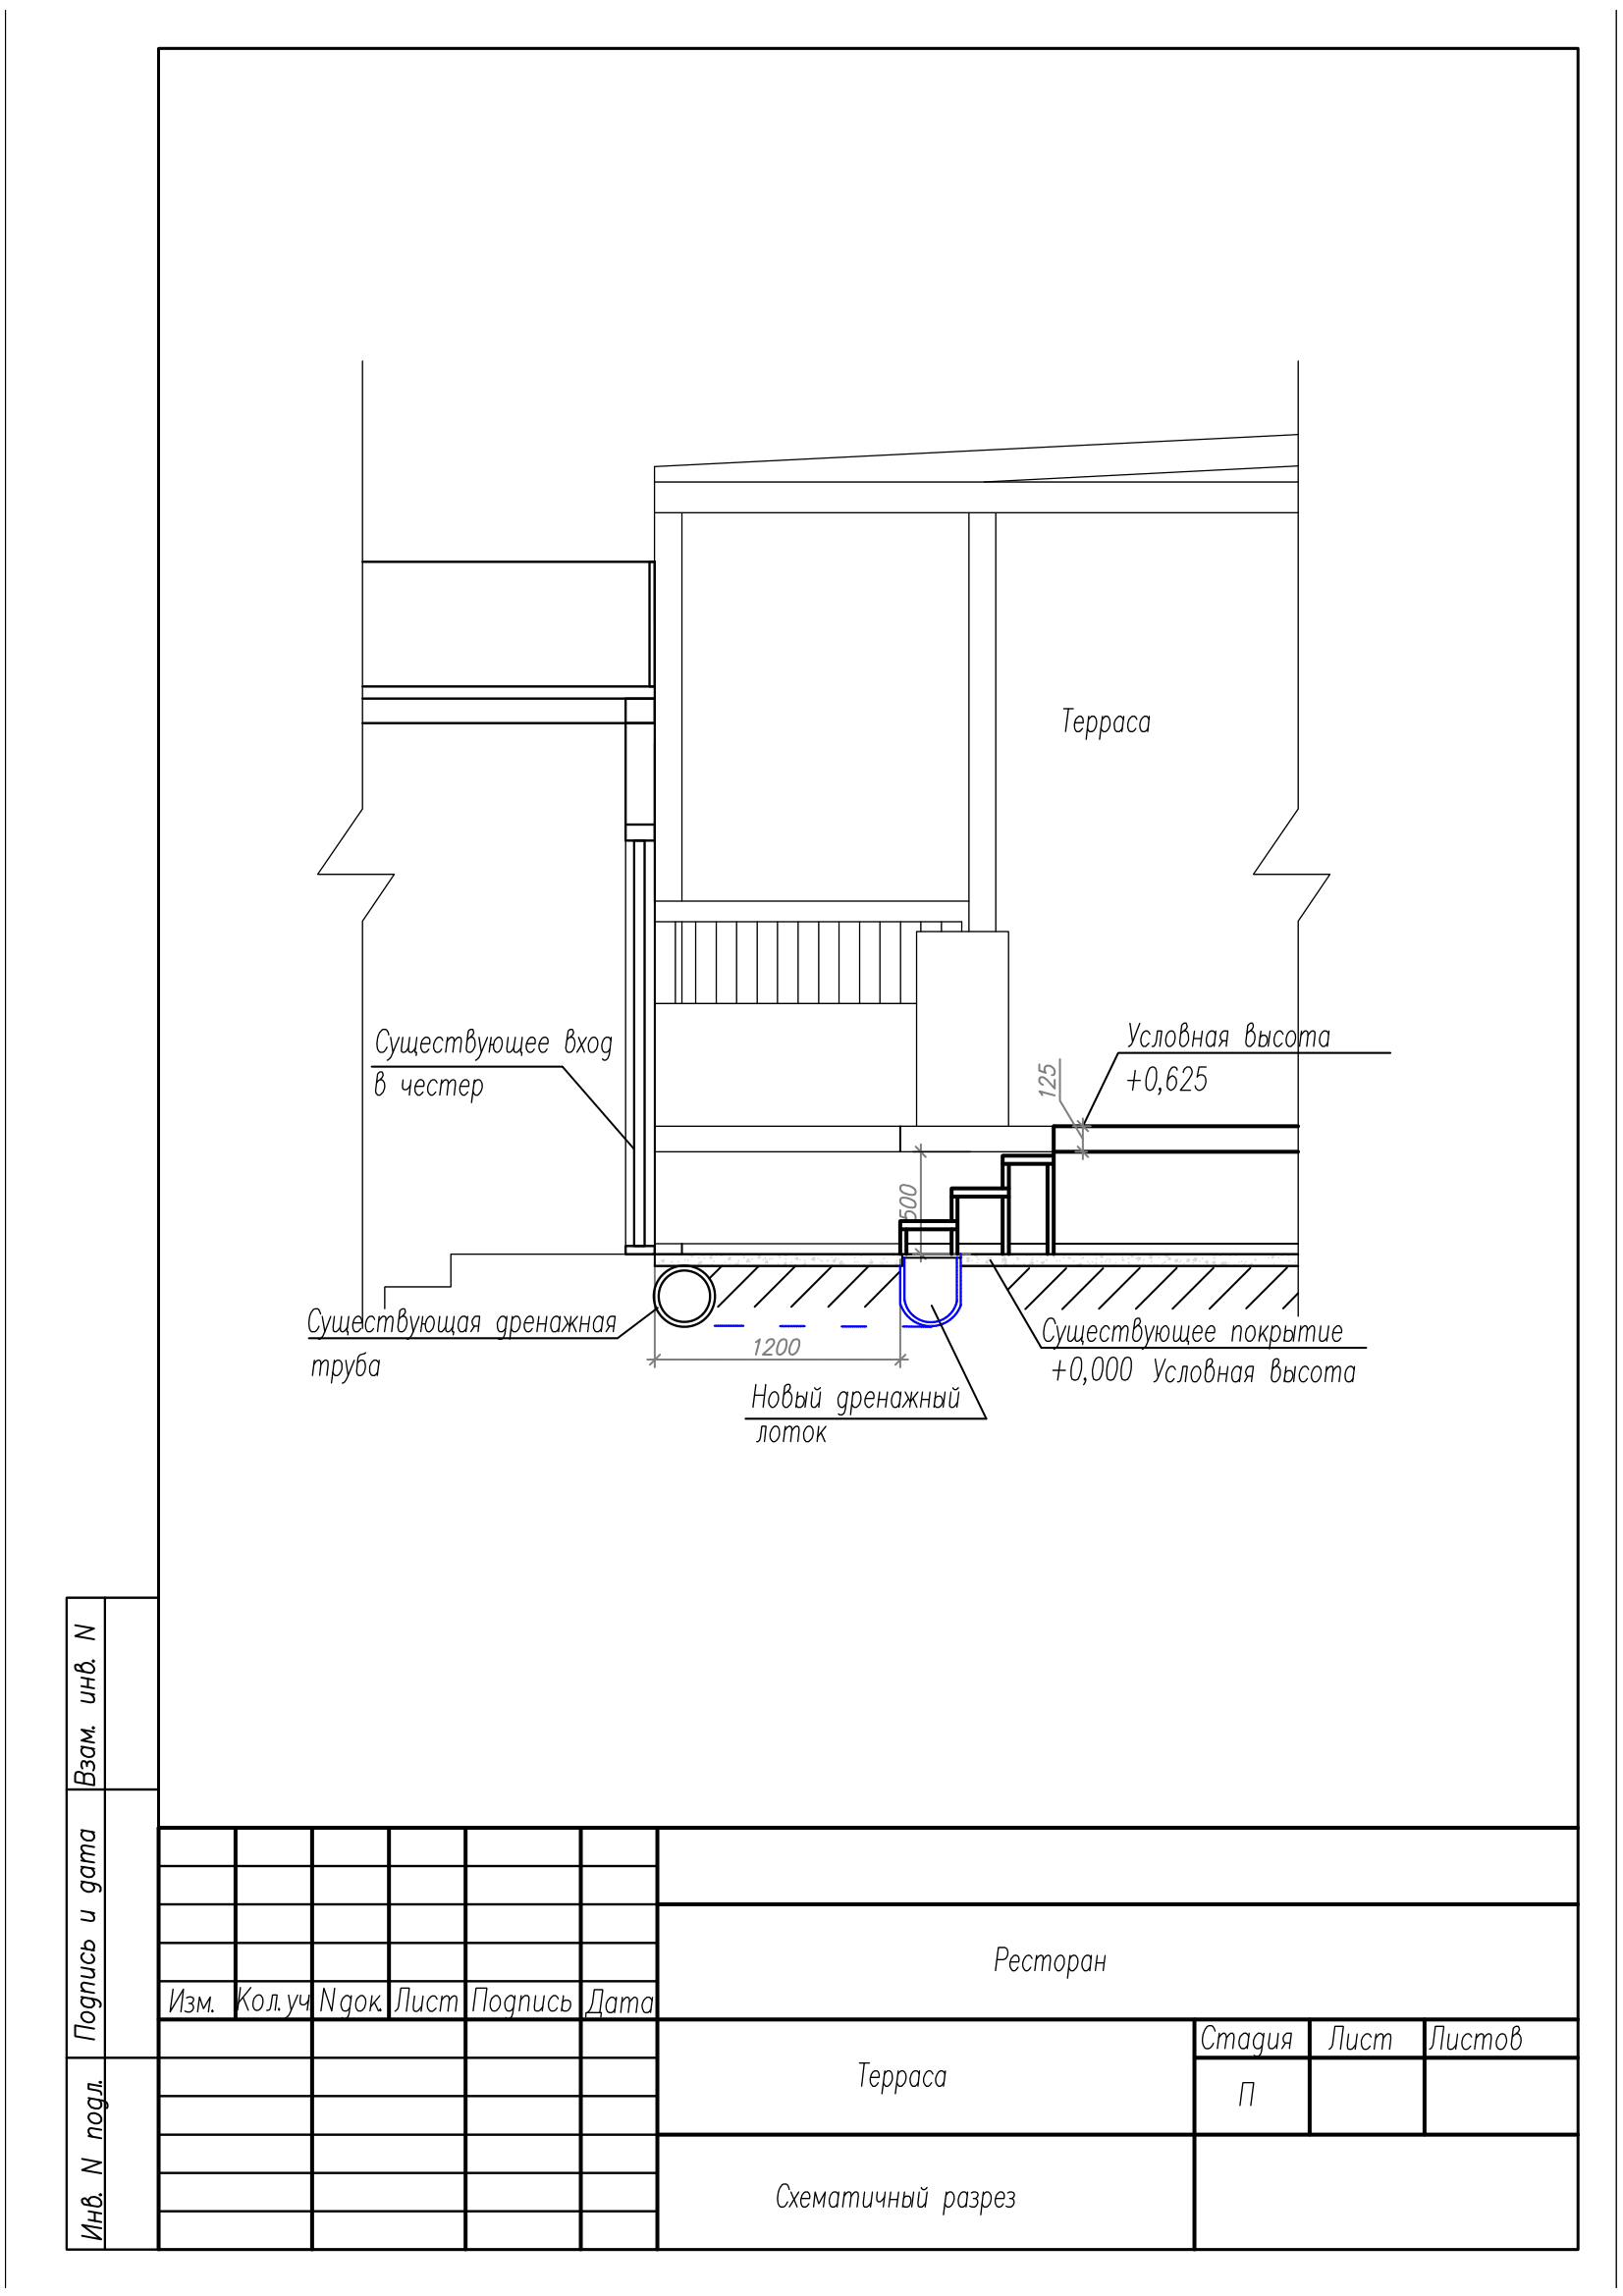 Терраса
Существующее вход
в честер
Условная высота
+0,625
125
500
Существующая дренажная
труба
1200
Существующее покрытие
+0,000 Условная высота
Новый дренажный
лоток
Взам. инв. N
Подпись и дата
Инв. N подл.
Ресторан
Изм. Кол.уч Nдок. Лист Подпись Дата
Терраса
Стадия Лист Листов
П
Схематичный разрез